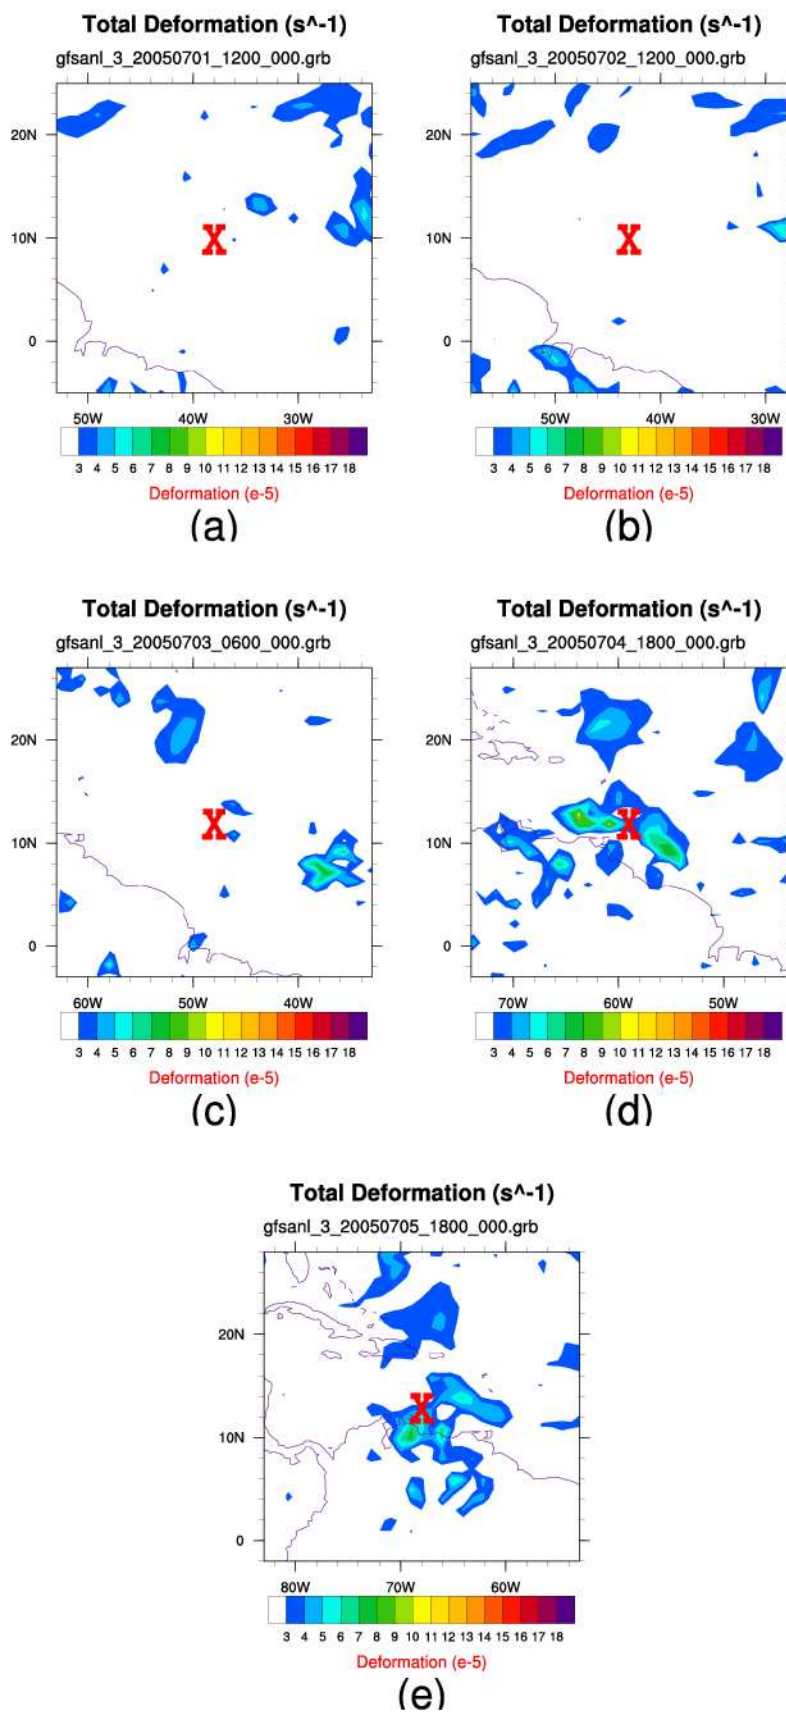 Total Deformation (s^-1)
gfsanl_3_20050701_1200_000.grb
20N
10N
0
50W 40W 30W
3 4 5 6 7 8 9 10 11 12 13 14 15 16 17 18
Deformation (e-5)
(a)
Total Deformation (s^-1)
gfsanl_3_20050702_1200_000.grb
20N
10N
0
50W 40W 30W
3 4 5 6 7 8 9 10 11 12 13 14 15 16 17 18
Deformation (e-5)
(b)
Total Deformation (s^-1)
gfsanl_3_20050703_0600_000.grb
20N
10N
0
60W 50W 40W
3 4 5 6 7 8 9 10 11 12 13 14 15 16 17 18
Deformation (e-5)
(c)
Total Deformation (s^-1)
gfsanl_3_20050704_1800_000.grb
20N
10N
0
70W 60W 50W
3 4 5 6 7 8 9 10 11 12 13 14 15 16 17 18
Deformation (e-5)
(d)
Total Deformation (s^-1)
gfsanl_3_20050705_1800_000.grb
20N
10N
0
80W 70W 60W
3 4 5 6 7 8 9 10 11 12 13 14 15 16 17 18
Deformation (e-5)
(e)
X
X
X
X
X